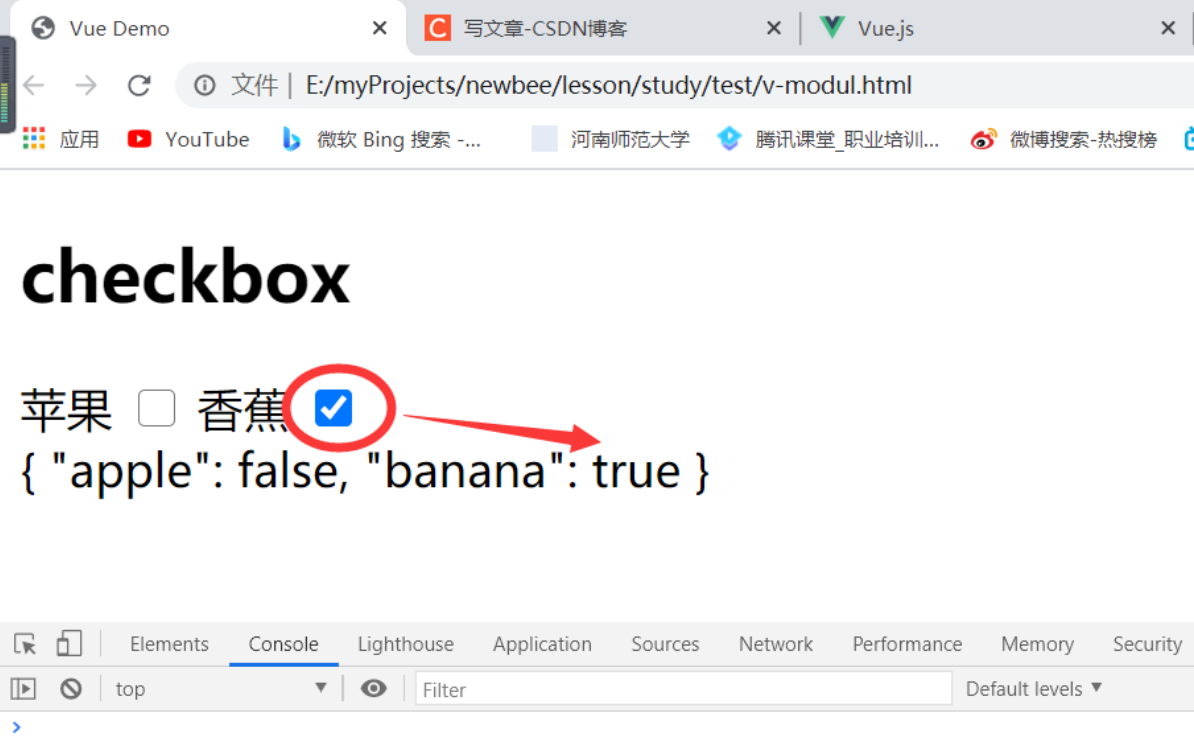 Vue Demo
写文章-CSDN博客
Vue.js
文件 | E:/myProjects/newbee/lesson/study/test/v-modul.html
应用
YouTube
微软 Bing 搜索 -...
河南师范大学
腾讯课堂_职业培训...
微博搜索-热搜榜
checkbox
苹果 香蕉
{ "apple": false, "banana": true }
Elements Console Lighthouse Application Sources Network Performance Memory Security
top Filter Default levels